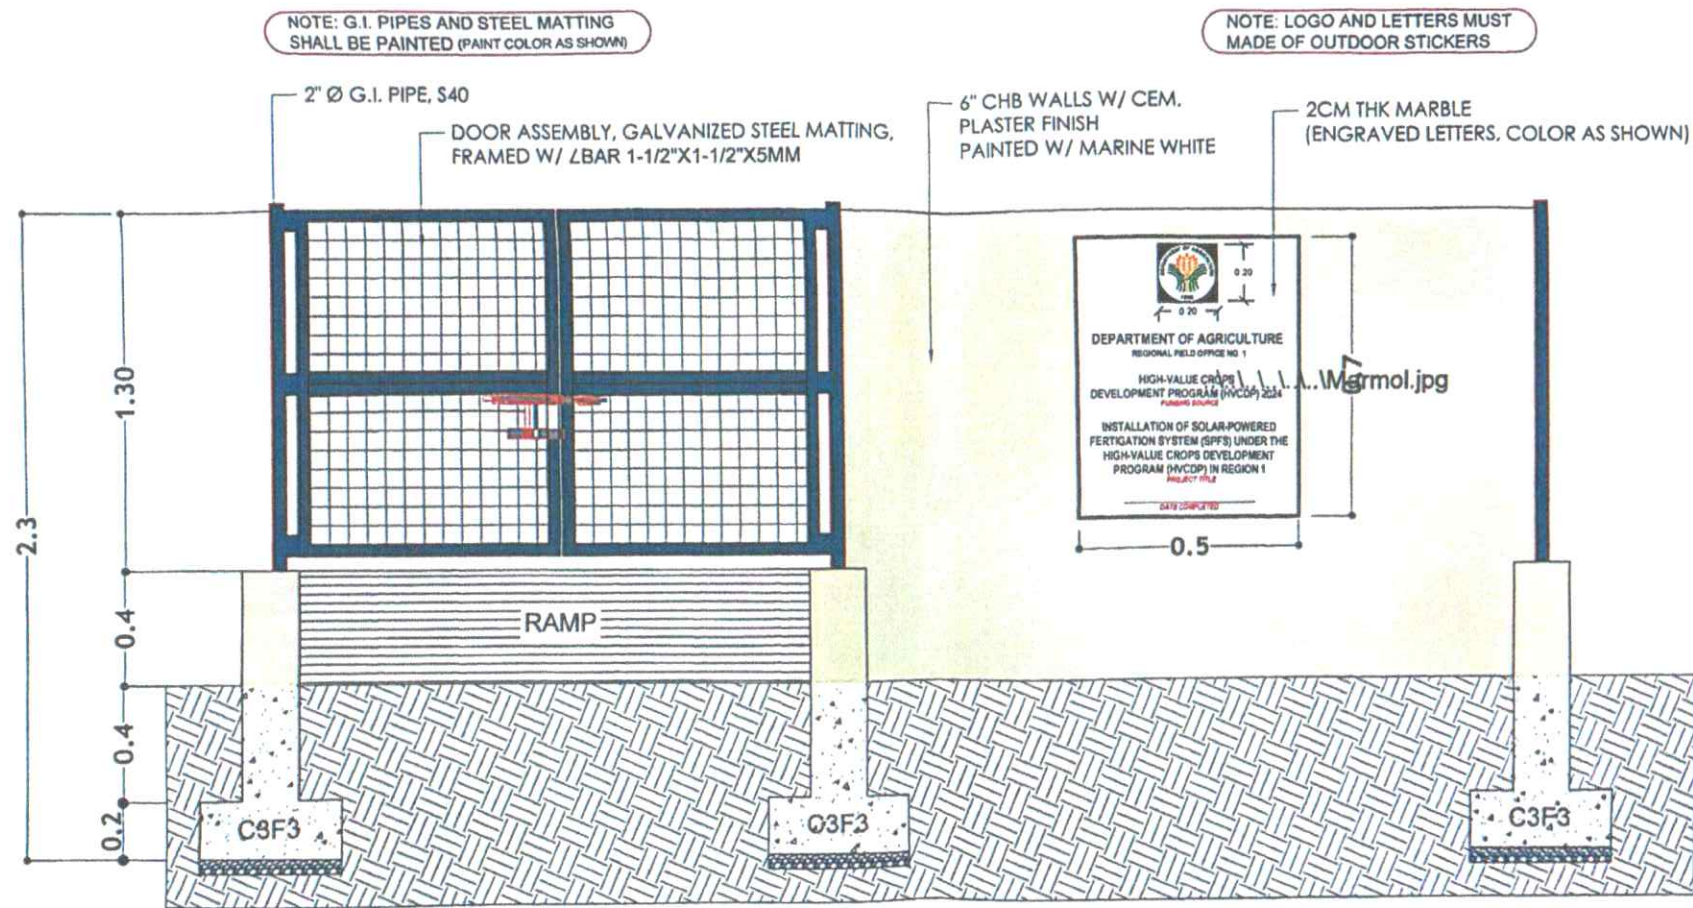 NOTE: G.I. PIPES AND STEEL MATTING
SHALL BE PAINTED (PAINT COLOR AS SHOWN)
NOTE: LOGO AND LETTERS MUST
MADE OF OUTDOOR STICKERS
2" Ø G.I. PIPE, S40
DOOR ASSEMBLY, GALVANIZED STEEL MATTING,
FRAMED W/ ∠BAR 1-1/2"X1-1/2"X5MM
6" CHB WALLS W/ CEM.
PLASTER FINISH
PAINTED W/ MARINE WHITE
2CM THK MARBLE
(ENGRAVED LETTERS, COLOR AS SHOWN)
2.3
1.30
0.4
0.4
0.2
0.20
0.20
DEPARTMENT OF AGRICULTURE
REGIONAL FIELD OFFICE NO 1
HIGH-VALUE CROPS
DEVELOPMENT PROGRAM (HVCDP) 2024
FUNDING SOURCE
INSTALLATION OF SOLAR-POWERED
FERTIGATION SYSTEM (SPFS) UNDER THE
HIGH-VALUE CROPS DEVELOPMENT
PROGRAM (HVCDP) IN REGION 1
PROJECT TITLE
DATE COMPLETED
0.5
RAMP
C3F3
C3F3
C3F3